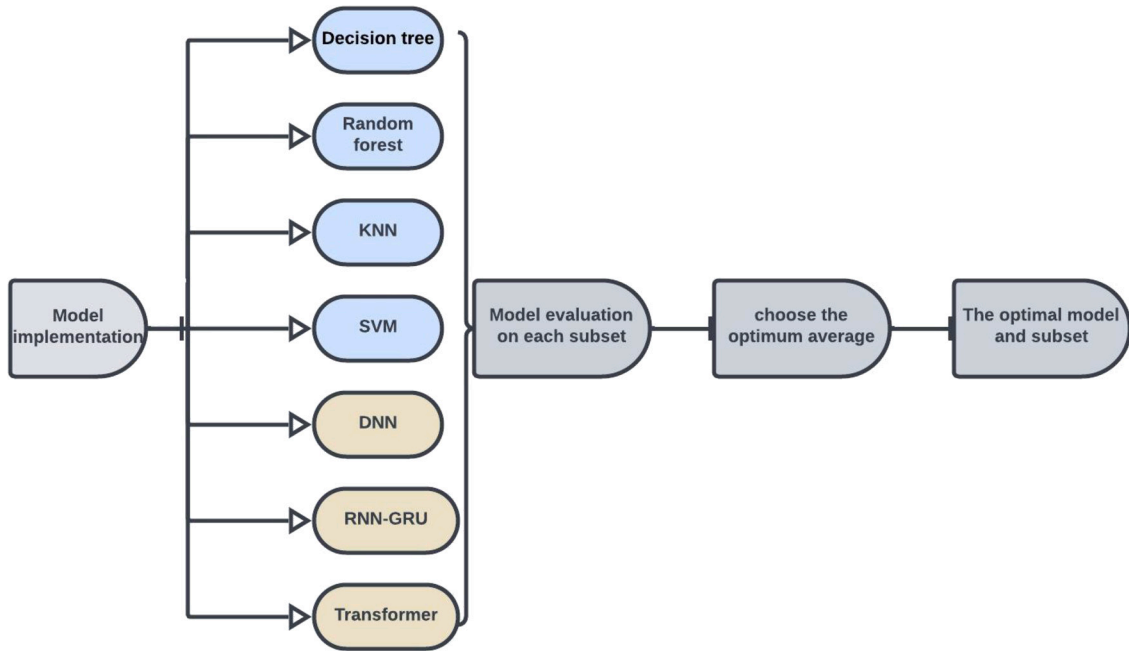 Decision tree
Random
forest
KNN
SVM
DNN
RNN-GRU
Transformer
Model
implementation
Model evaluation
on each subset
choose the
optimum average
The optimal model
and subset